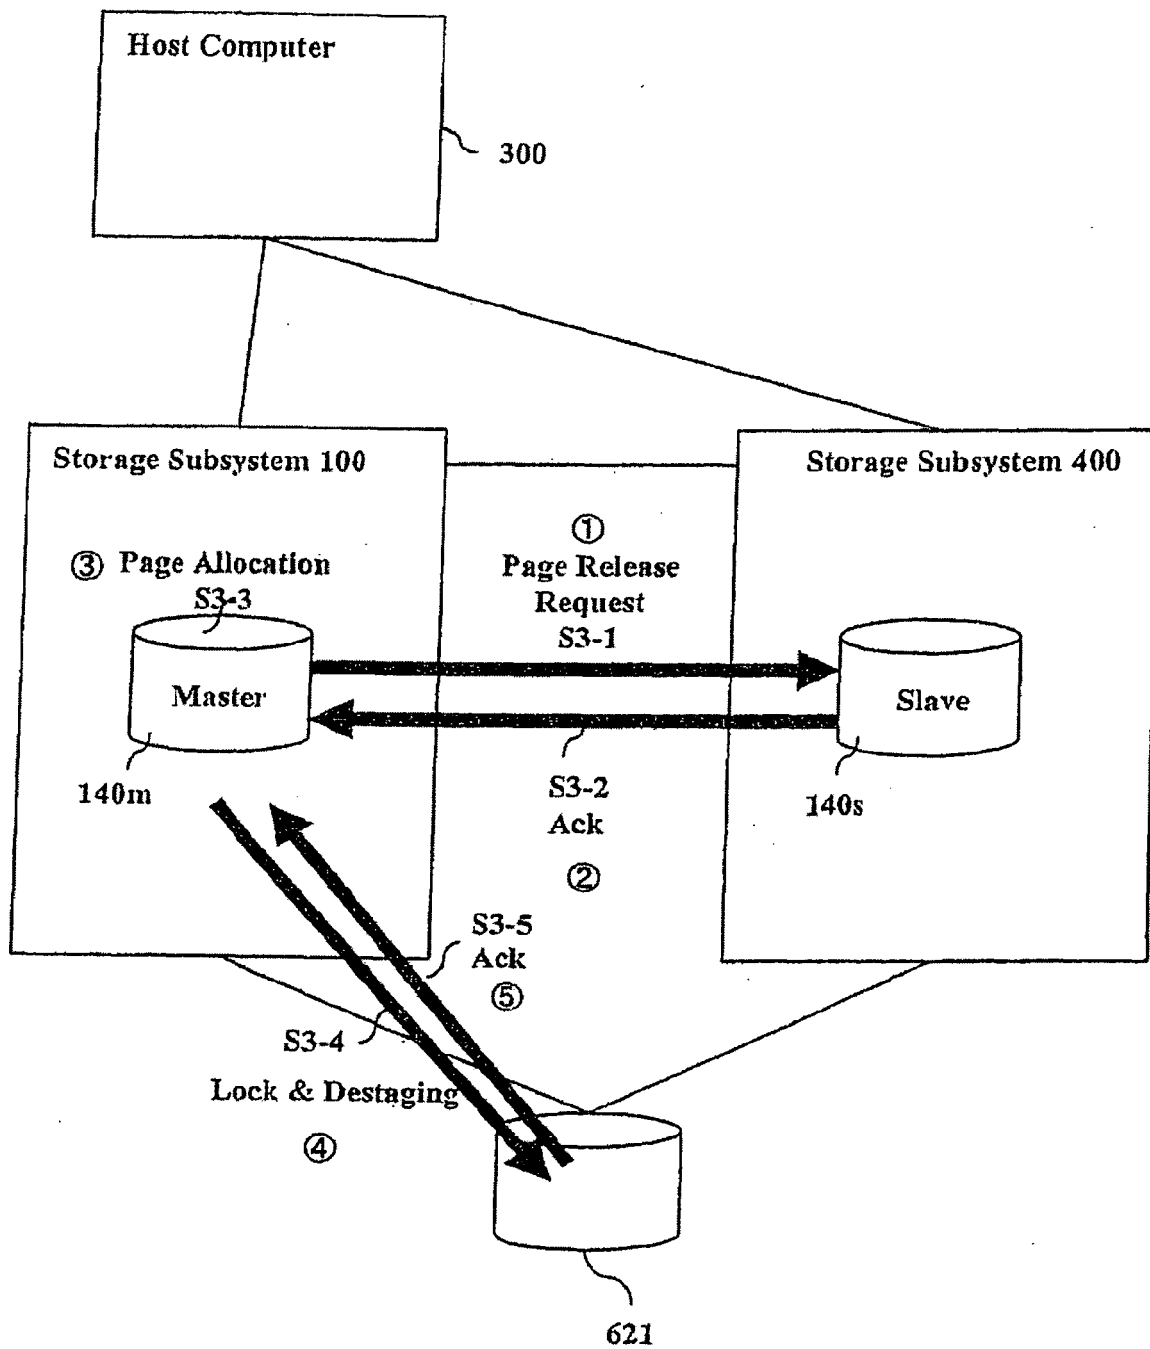 Host Computer
300
Storage Subsystem 100
Storage Subsystem 400
①
Page Release
Request
S3-1
③ Page Allocation
S3-3
Master
Slave
140m
140s
S3-2
Ack
②
S3-5
Ack
⑤
S3-4
Lock & Destaging
④
621